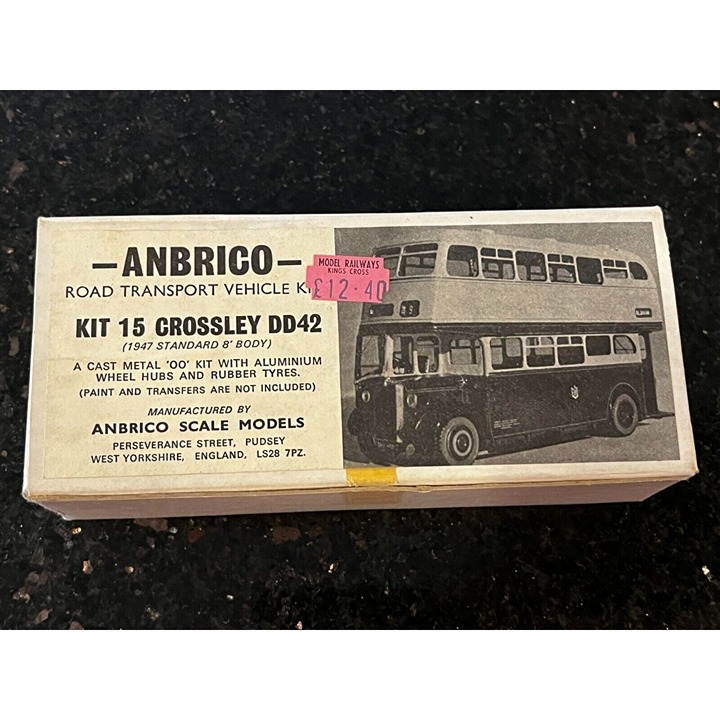 —ANBRICO—
ROAD TRANSPORT VEHICLE
KIT 15 CROSSLEY DD42
(1947 STANDARD 8' BODY)
A CAST METAL 'OO' KIT WITH ALUMINIUM
WHEEL HUBS AND RUBBER TYRES.
(PAINT AND TRANSFERS ARE NOT INCLUDED)
MANUFACTURED BY
ANBRICO SCALE MODELS
PERSEVERANCE STREET, PUDSEY
WEST YORKSHIRE, ENGLAND, LS28 7PZ.
MODEL RAILWAYS
KINGS CROSS
£12·40